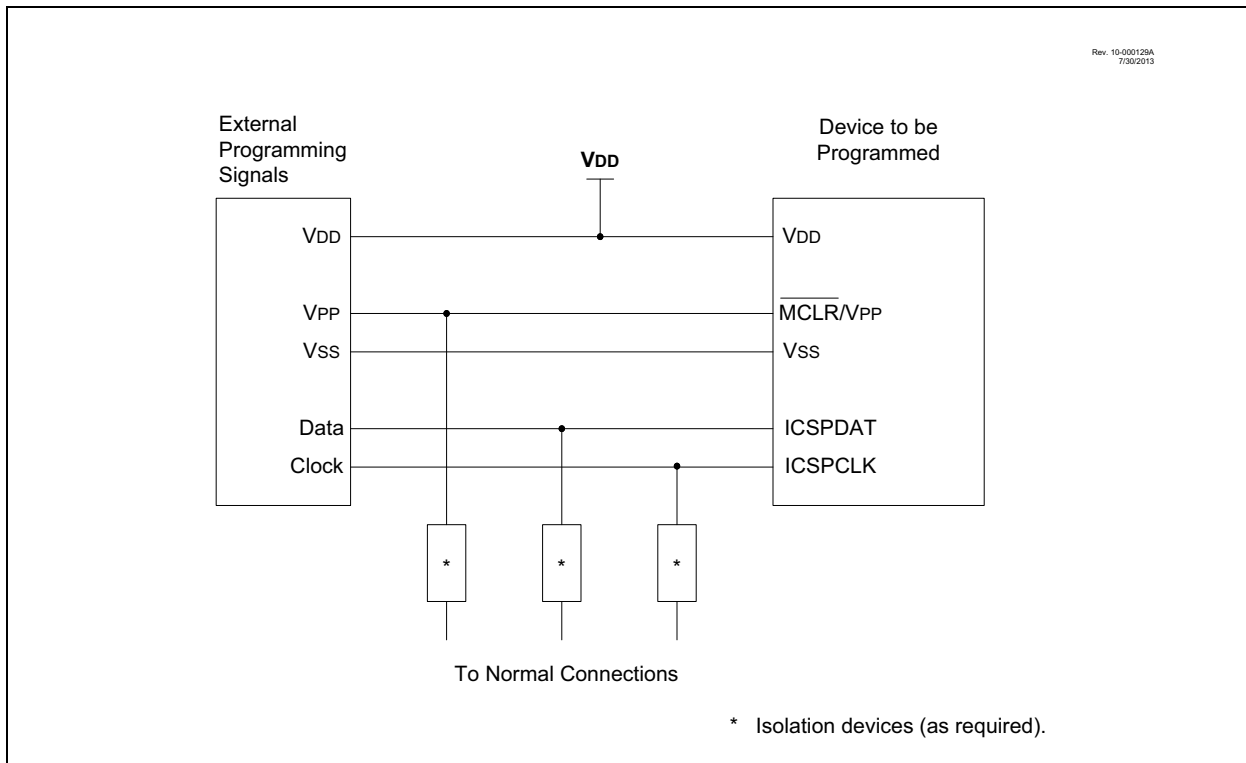 Rev. 10-000129A
7/30/2013
External
Programming
Signals
VDD
Device to be
Programmed
VDD
VDD
VPP
MCLR/VPP
VSS
VSS
Data
ICSPDAT
Clock
ICSPCLK
*
*
*
To Normal Connections
* Isolation devices (as required).